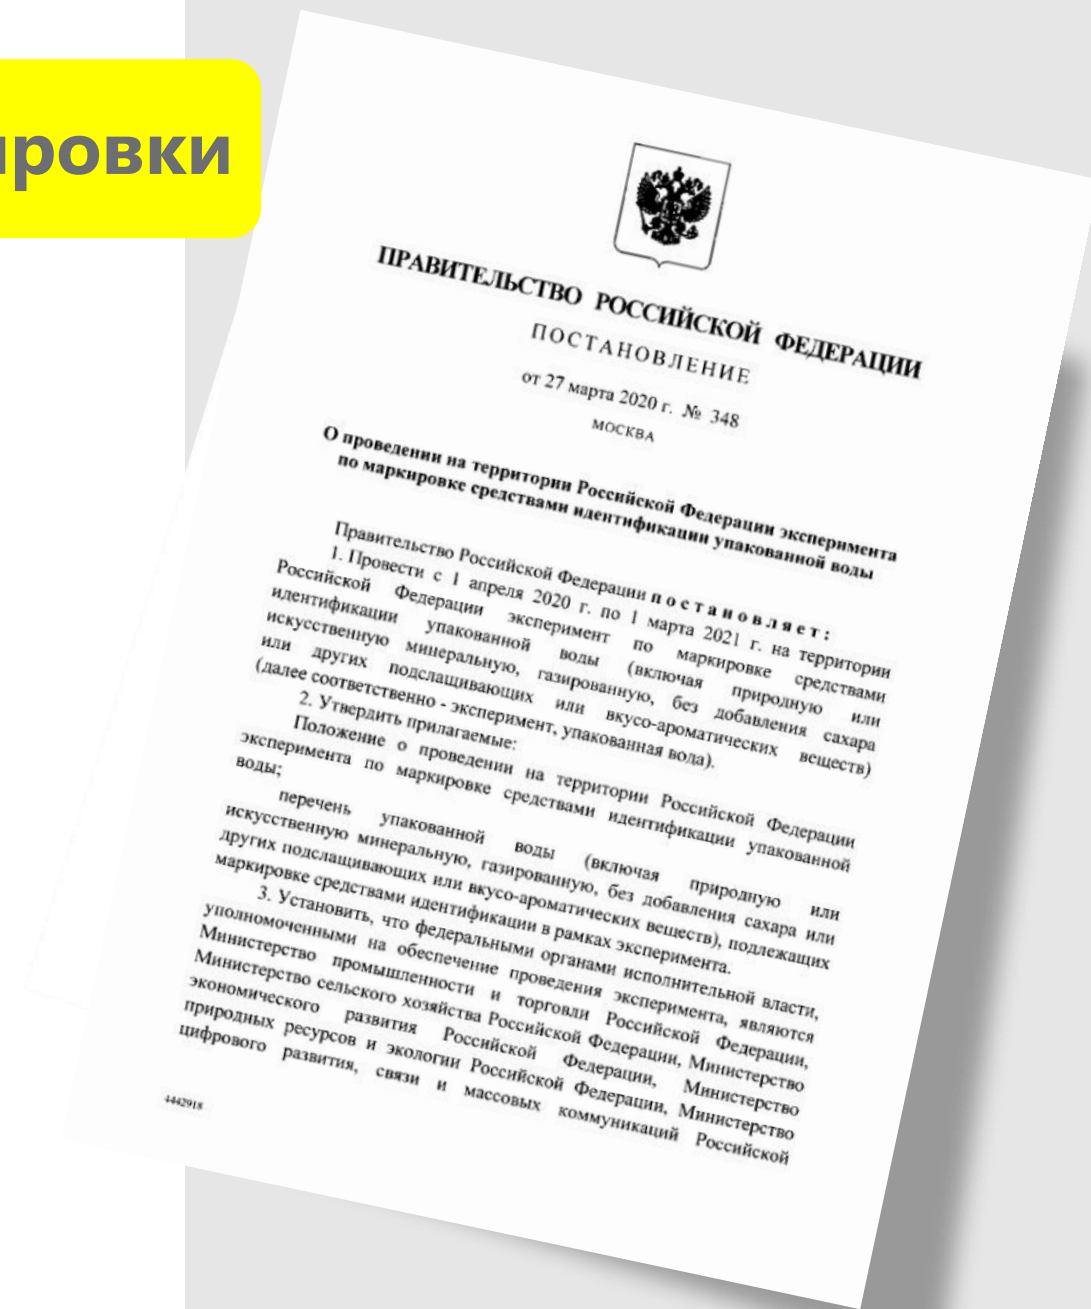 ировки
ПРАВИТЕЛЬСТВО РОССИЙСКОЙ ФЕДЕРАЦИИ
ПОСТАНОВЛЕНИЕ
от 27 марта 2020 г. № 348
МОСКВА
О проведении на территории Российской Федерации эксперимента
по маркировке средствами идентификации упакованной воды
Правительство Российской Федерации постановляет:
1. Провести с 1 апреля 2020 г. по 1 марта 2021 г. на территории
Российской Федерации эксперимент по маркировке средствами
идентификации упакованной воды (включая природную или
искусственную минеральную, газированную, без добавления сахара
или других подслащивающих или вкусо-ароматических веществ)
(далее соответственно - эксперимент, упакованная вода).
2. Утвердить прилагаемые:
Положение о проведении на территории Российской Федерации
эксперимента по маркировке средствами идентификации упакованной
воды;
перечень упакованной воды (включая природную или
искусственную минеральную, газированную, без добавления сахара или
других подслащивающих или вкусо-ароматических веществ), подлежащих
маркировке средствами идентификации в рамках эксперимента.
3. Установить, что федеральными органами исполнительной власти,
уполномоченными на обеспечение проведения эксперимента, являются
Министерство промышленности и торговли Российской Федерации,
Министерство сельского хозяйства Российской Федерации, Министерство
экономического развития Российской Федерации, Министерство
природных ресурсов и экологии Российской Федерации, Министерство
цифрового развития, связи и массовых коммуникаций Российской
4442918